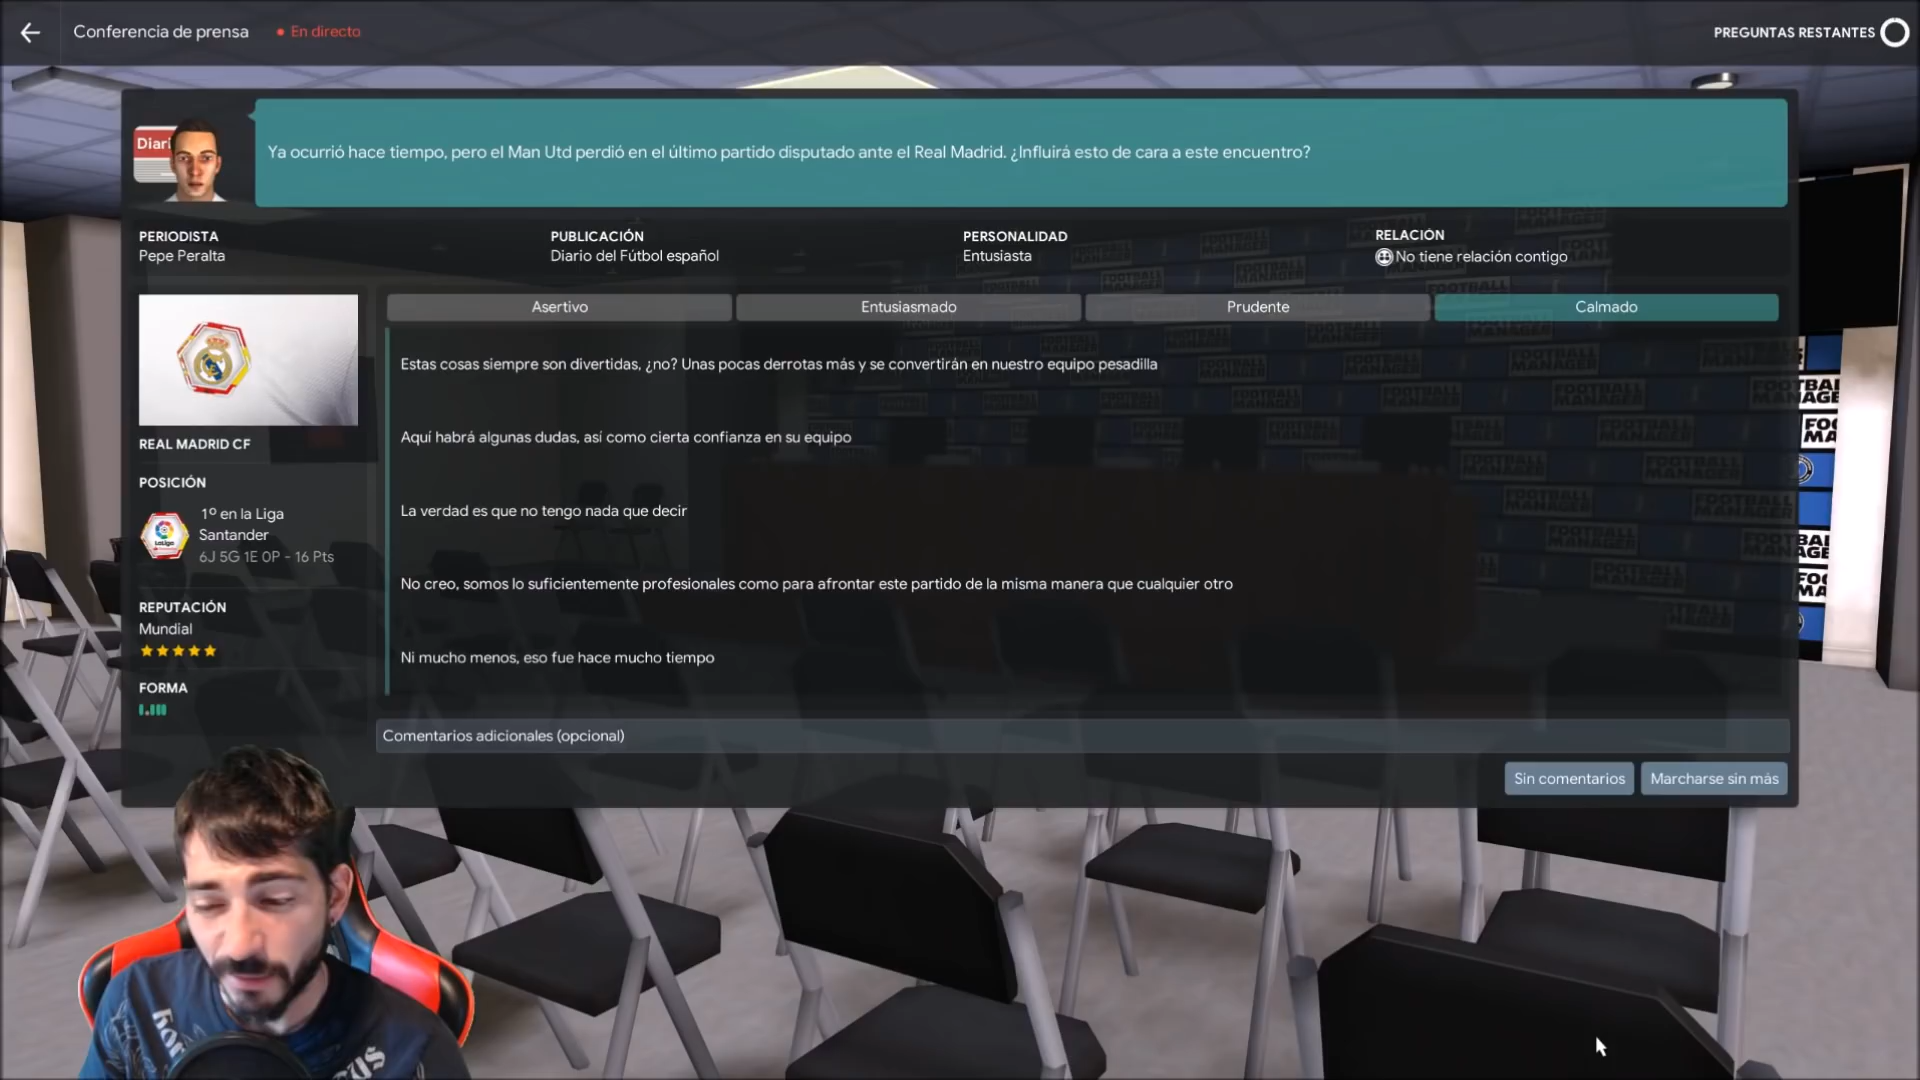 Conferencia de prensa
En directo
PREGUNTAS RESTANTES
Diari
Ya ocurrió hace tiempo, pero el Man Utd perdió en el último partido disputado ante el Real Madrid. ¿Influirá esto de cara a este encuentro?
PERIODISTA
Pepe Peralta
PUBLICACIÓN
Diario del Fútbol español
PERSONALIDAD
Entusiasta
RELACIÓN
No tiene relación contigo
Asertivo
Entusiasmado
Prudente
Calmado
REAL MADRID CF
POSICIÓN
1º en la Liga
Santander
6J 5G 1E 0P - 16 Pts
REPUTACIÓN
Mundial
FORMA
Estas cosas siempre son divertidas, ¿no? Unas pocas derrotas más y se convertirán en nuestro equipo pesadilla
Aquí habrá algunas dudas, así como cierta confianza en su equipo
La verdad es que no tengo nada que decir
No creo, somos lo suficientemente profesionales como para afrontar este partido de la misma manera que cualquier otro
Ni mucho menos, eso fue hace mucho tiempo
Comentarios adicionales (opcional)
Sin comentarios
Marcharse sin más
FOOTBALL
MANAGER